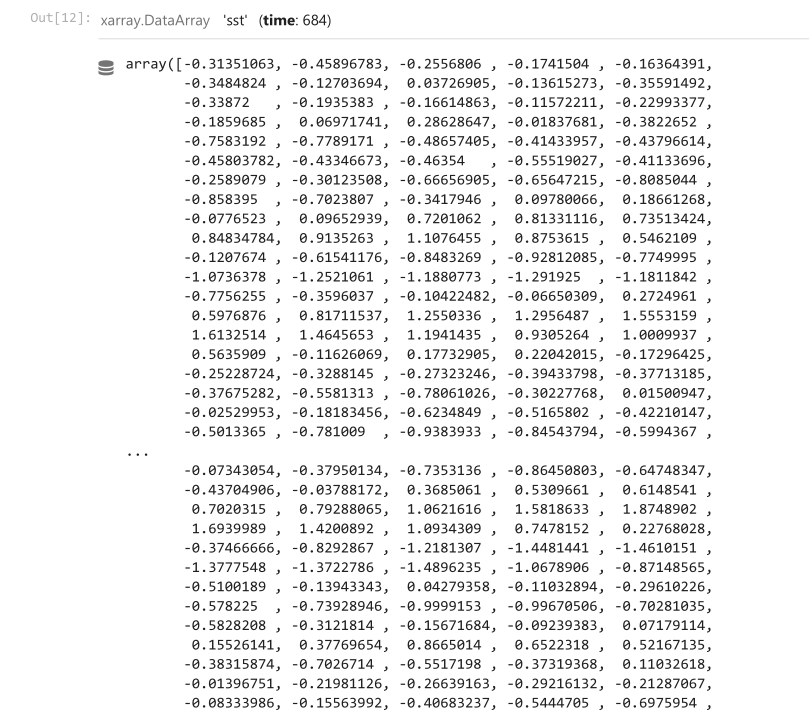 Out[12]: xarray.DataArray 'sst' (time: 684)
array([-0.31351063, -0.45896783, -0.2556806 , -0.1741504 , -0.16364391,
-0.3484824 , -0.12703694, 0.03726905, -0.13615273, -0.35591492,
-0.33872 , -0.1935383 , -0.16614863, -0.11572211, -0.22993377,
-0.1859685 , 0.06971741, 0.28628647, -0.01837681, -0.3822652 ,
-0.7583192 , -0.7789171 , -0.48657405, -0.41433957, -0.43796614,
-0.45803782, -0.43346673, -0.46354 , -0.55519027, -0.41133696,
-0.2589079 , -0.30123508, -0.66656905, -0.65647215, -0.8085044 ,
-0.858395 , -0.7023807 , -0.3417946 , 0.09780066, 0.18661268,
-0.0776523 , 0.09652939, 0.7201062 , 0.81331116, 0.73513424,
0.84834784, 0.9135263 , 1.1076455 , 0.8753615 , 0.5462109 ,
-0.1207674 , -0.61541176, -0.8483269 , -0.92812085, -0.7749995 ,
-1.0736378 , -1.2521061 , -1.1880773 , -1.291925 , -1.1811842 ,
-0.7756255 , -0.3596037 , -0.10422482, -0.06650309, 0.2724961 ,
0.5976876 , 0.81711537, 1.2550336 , 1.2956487 , 1.5553159 ,
1.6132514 , 1.4645653 , 1.1941435 , 0.9305264 , 1.0009937 ,
0.5635909 , -0.11626069, 0.17732905, 0.22042015, -0.17296425,
-0.25228724, -0.3288145 , -0.27323246, -0.39433798, -0.37713185,
-0.37675282, -0.5581313 , -0.78061026, -0.30227768, 0.01500947,
-0.02529953, -0.18183456, -0.6234849 , -0.5165802 , -0.42210147,
-0.5013365 , -0.781009 , -0.9383933 , -0.84543794, -0.5994367 ,
...
-0.07343054, -0.37950134, -0.7353136 , -0.86450803, -0.64748347,
-0.43704906, -0.03788172, 0.3685061 , 0.5309661 , 0.6148541 ,
0.7020315 , 0.79288065, 1.0621616 , 1.5818633 , 1.8748902 ,
1.6939989 , 1.4200892 , 1.0934309 , 0.7478152 , 0.22768028,
-0.37466666, -0.8292867 , -1.2181307 , -1.4481441 , -1.4610151 ,
-1.3777548 , -1.3722786 , -1.4896235 , -1.0678906 , -0.87148565,
-0.5100189 , -0.13943343, 0.04279358, -0.11032894, -0.29610226,
-0.578225 , -0.73928946, -0.9999153 , -0.99670506, -0.70281035,
-0.5828208 , -0.3121814 , -0.15671684, -0.09239383, 0.07179114,
0.15526141, 0.37769654, 0.8665014 , 0.6522318 , 0.52167135,
-0.38315874, -0.7026714 , -0.5517198 , -0.37319368, 0.11032618,
-0.01396751, -0.21981126, -0.26639163, -0.29216132, -0.21287067,
-0.08333986, -0.15563992, -0.40683237, -0.5444705 , -0.6975954 ,